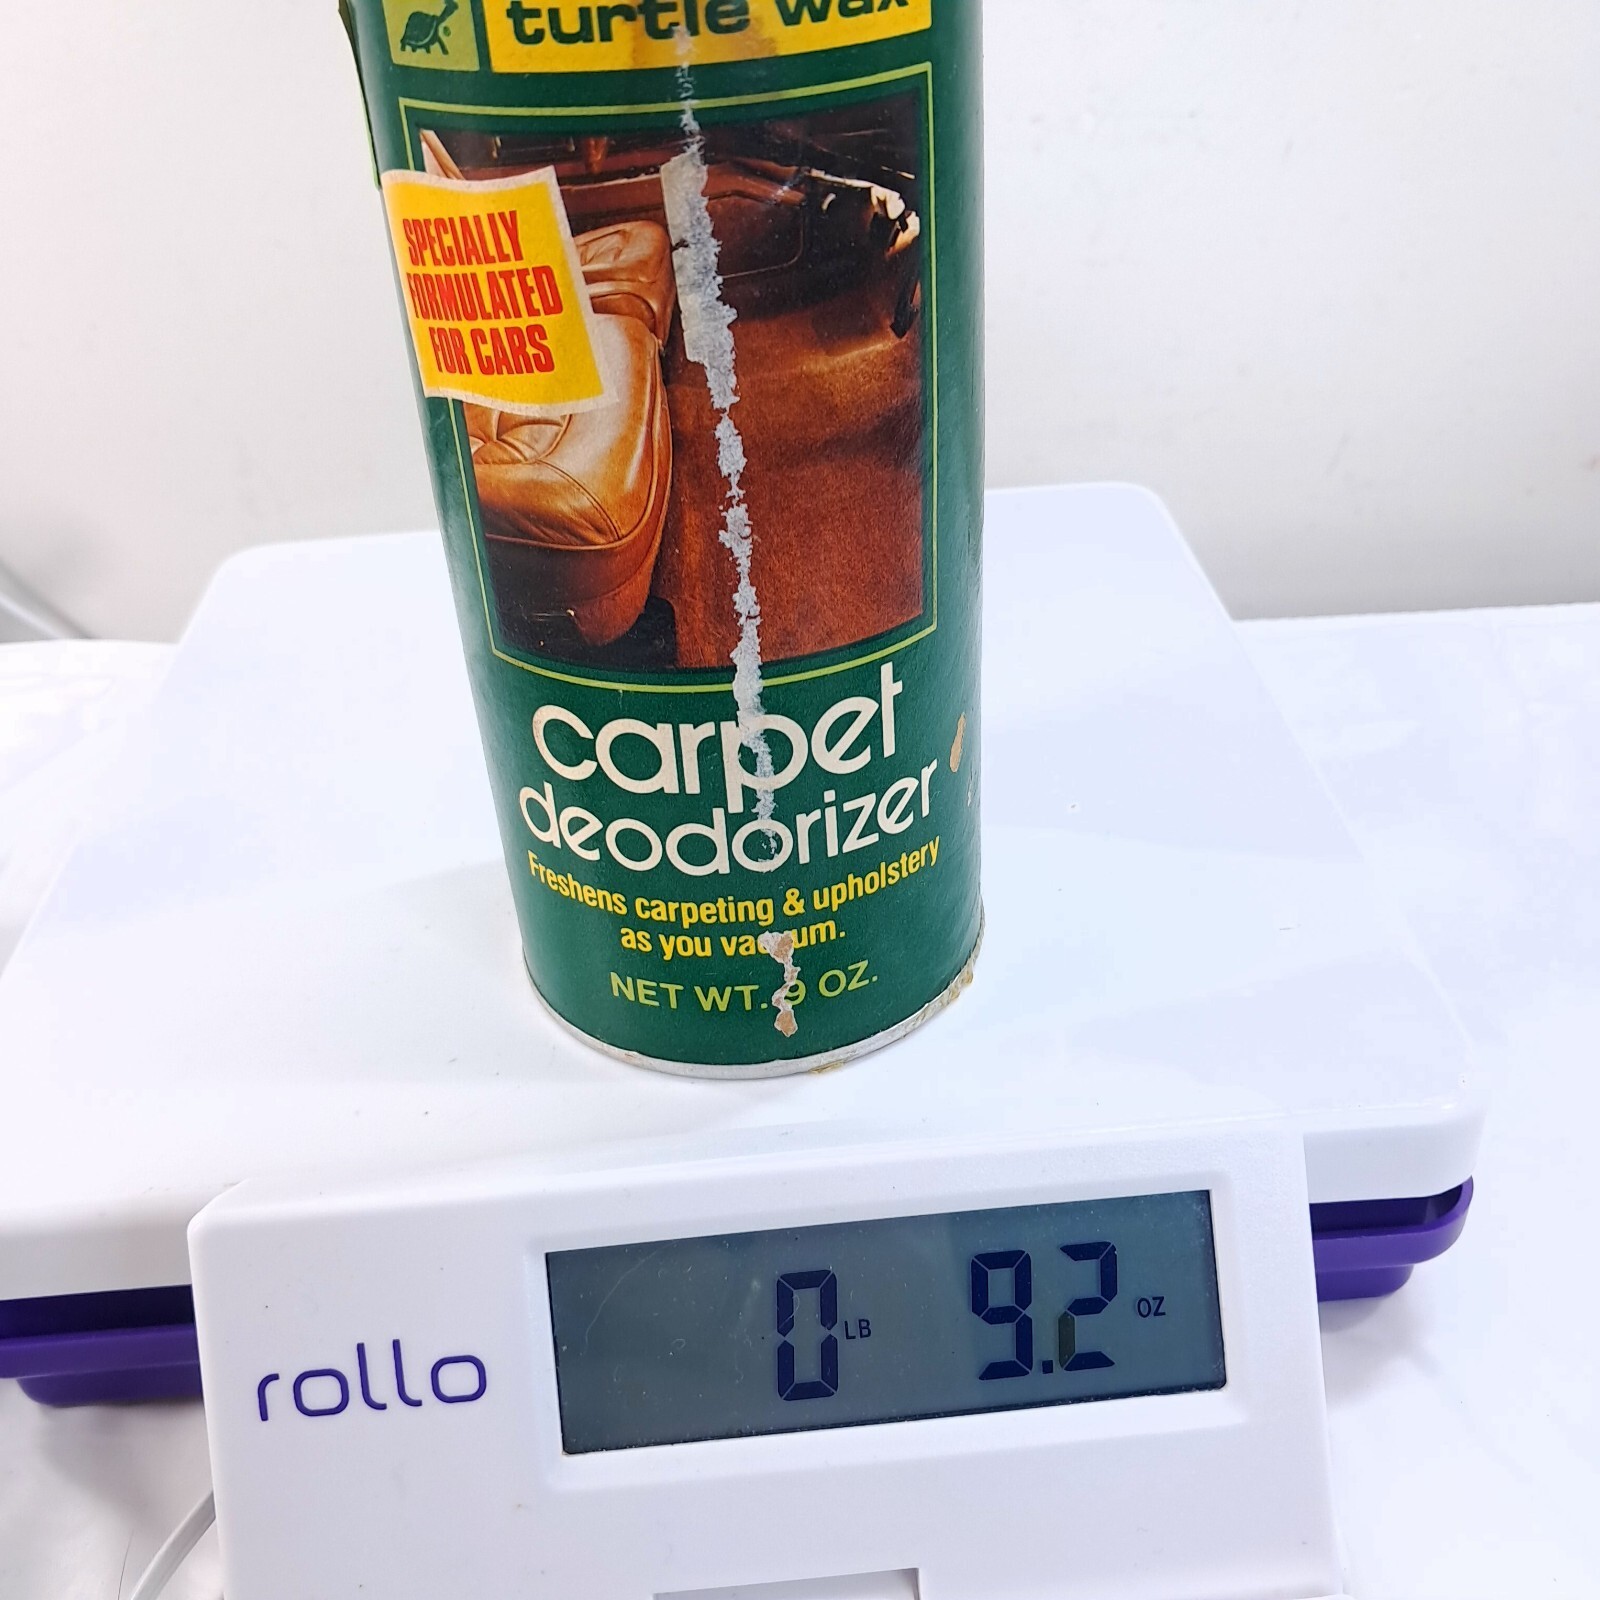 turtle wax
SPECIALLY
FORMULATED
FOR CARS
carpet
deodorizer
Freshens carpeting & upholstery
as you vacuum.
NET WT. 9 OZ.
0 LB 9.2 OZ
rollo